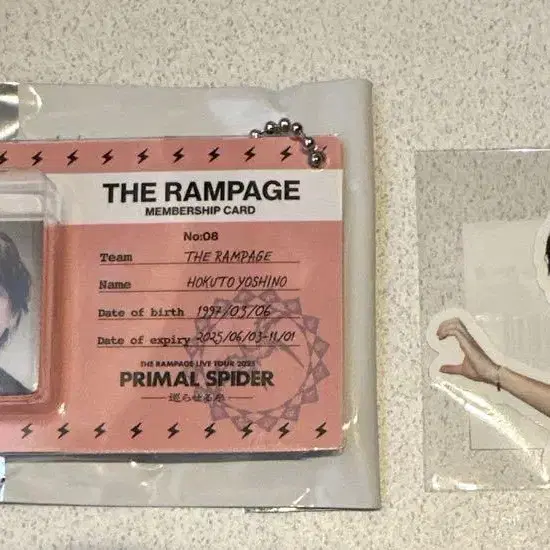 THE RAMPAGE
MEMBERSHIP CARD
No:08
Team THE RAMPAGE
Name HOKUTO YOSHINO
Date of birth 1997/03/06
Date of expiry 2025/06/03-11/01
THE RAMPAGE LIVE TOUR 2025
PRIMAL SPIDER